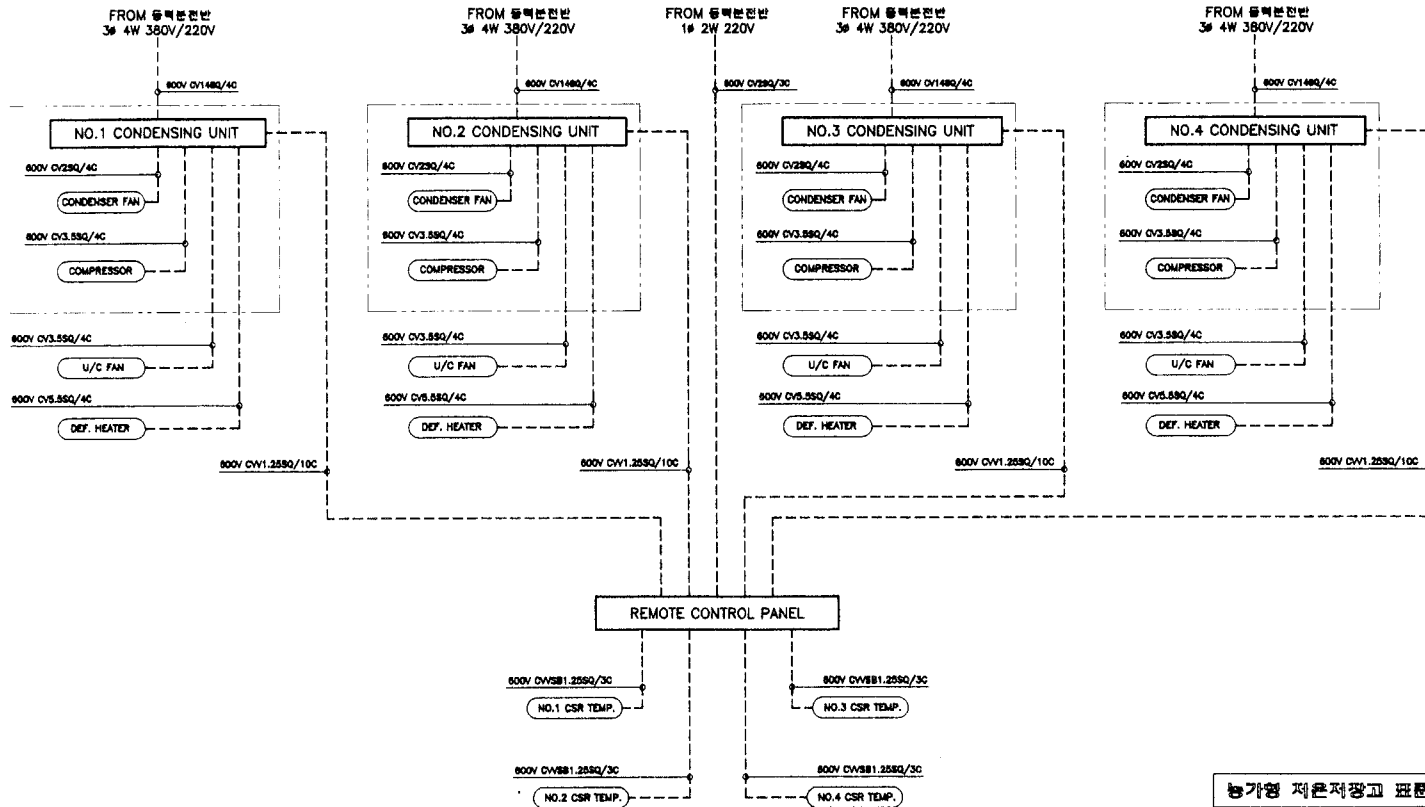 FROM 동력분전반
3ø 4W 380V/220V
FROM 동력분전반
3ø 4W 380V/220V
FROM 동력분전반
1ø 2W 220V
FROM 동력분전반
3ø 4W 380V/220V
FROM 동력분전반
3ø 4W 380V/220V
600V CV14SQ/4C
600V CV14SQ/4C
600V CV2SQ/3C
600V CV14SQ/4C
600V CV14SQ/4C
NO.1 CONDENSING UNIT
NO.2 CONDENSING UNIT
NO.3 CONDENSING UNIT
NO.4 CONDENSING UNIT
600V CV2SQ/4C
600V CV2SQ/4C
600V CV2SQ/4C
600V CV2SQ/4C
CONDENSER FAN
CONDENSER FAN
CONDENSER FAN
CONDENSER FAN
600V CV3.5SQ/4C
600V CV3.5SQ/4C
600V CV3.5SQ/4C
600V CV3.5SQ/4C
COMPRESSOR
COMPRESSOR
COMPRESSOR
COMPRESSOR
600V CV3.5SQ/4C
600V CV3.5SQ/4C
600V CV3.5SQ/4C
600V CV3.5SQ/4C
U/C FAN
U/C FAN
U/C FAN
U/C FAN
600V CV5.5SQ/4C
600V CV5.5SQ/4C
600V CV5.5SQ/4C
600V CV5.5SQ/4C
DEF. HEATER
DEF. HEATER
DEF. HEATER
DEF. HEATER
600V CVV1.25SQ/10C
600V CVV1.25SQ/10C
600V CVV1.25SQ/10C
600V CVV1.25SQ/10C
REMOTE CONTROL PANEL
600V CVVSB1.25SQ/3C
600V CVVSB1.25SQ/3C
NO.1 CSR TEMP.
NO.3 CSR TEMP.
600V CVVSB1.25SQ/3C
600V CVVSB1.25SQ/3C
NO.2 CSR TEMP.
NO.4 CSR TEMP.
농가형 저온저장고